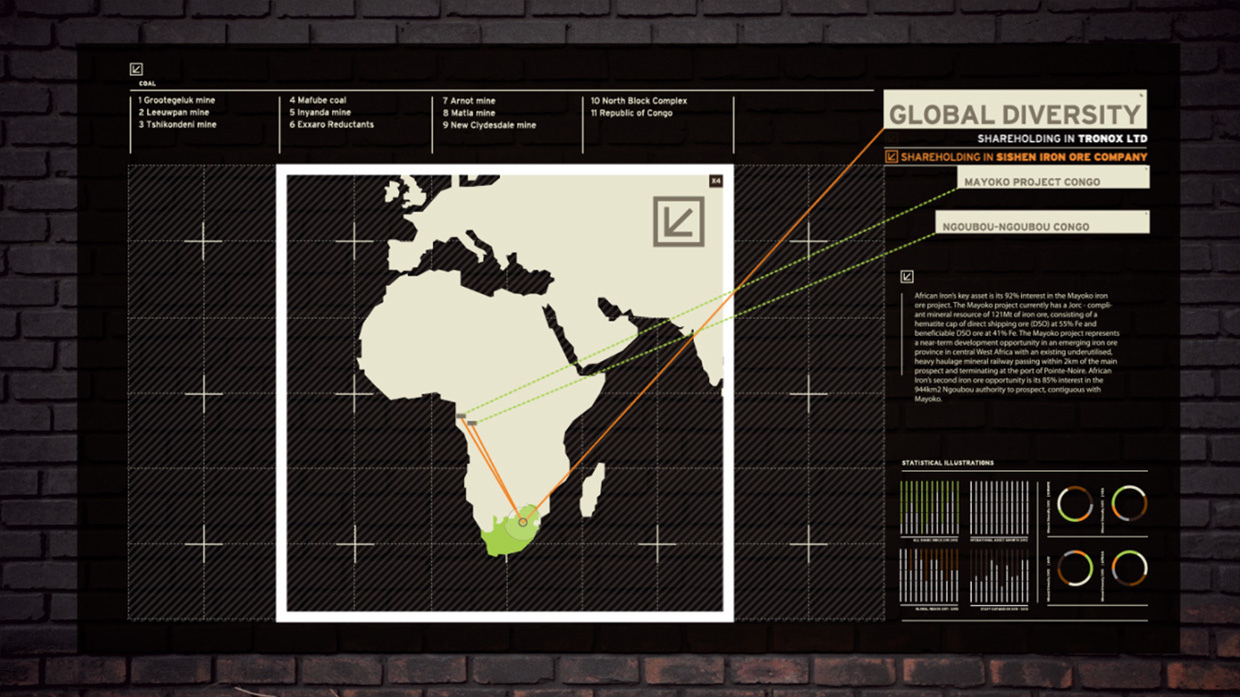 COAL
1 Grootegeluk mine
2 Leeuwpan mine
3 Tshikondeni mine
4 Mafube coal
5 Inyanda mine
6 Exxaro Reductants
7 Arnot mine
8 Matla mine
9 New Clydesdale mine
10 North Block Complex
11 Republic of Congo
GLOBAL DIVERSITY
SHAREHOLDING IN TRONOX LTD
SHAREHOLDING IN SISHEN IRON ORE COMPANY
MAYOKO PROJECT CONGO
NGOUBOU-NGOUBOU CONGO
X4
African Iron's key asset is its 92% interest in the Mayoko iron
ore project. The Mayoko project currently has a Jorc - compli-
ant mineral resource of 121Mt of iron ore, consisting of a
hematite cap of direct shipping ore (DSO) at 55% Fe and
beneficiable DSO ore at 41% Fe. The Mayoko project represents
a near-term development opportunity in an emerging iron ore
province in central West Africa with an existing underutilised,
heavy haulage mineral railway passing within 2km of the main
prospect and terminating at the port of Pointe-Noire. African
Iron's second iron ore opportunity is its 85% interest in the
944km2 Ngoubou authority to prospect, contiguous with
Mayoko.
STATISTICAL ILLUSTRATIONS